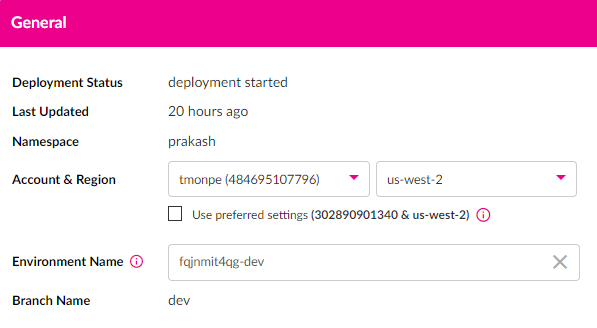 General
Deployment Status deployment started
Last Updated 20 hours ago
Namespace prakash
Account & Region tmonpe (484695107796) us-west-2
Use preferred settings (302890901340 & us-west-2)
Environment Name fqjnmit4qg-dev
Branch Name dev